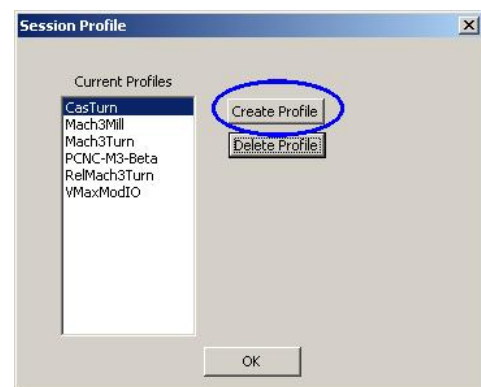 Session Profile
Current Profiles
CasTurn
Mach3Mill
Mach3Turn
PCNC-M3-Beta
RelMach3Turn
VMaxModIO
Create Profile
Delete Profile
OK